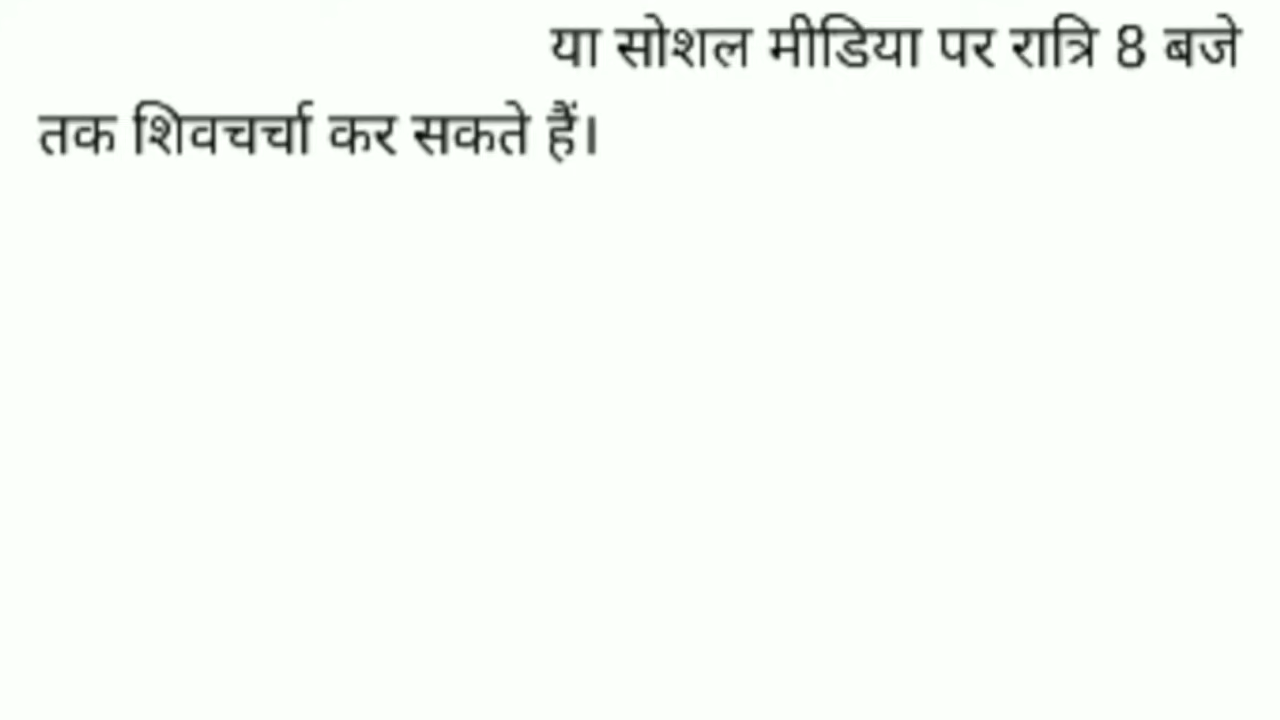 या सोशल मीडिया पर रात्रि 8 बजे
तक शिवचर्चा कर सकते हैं।